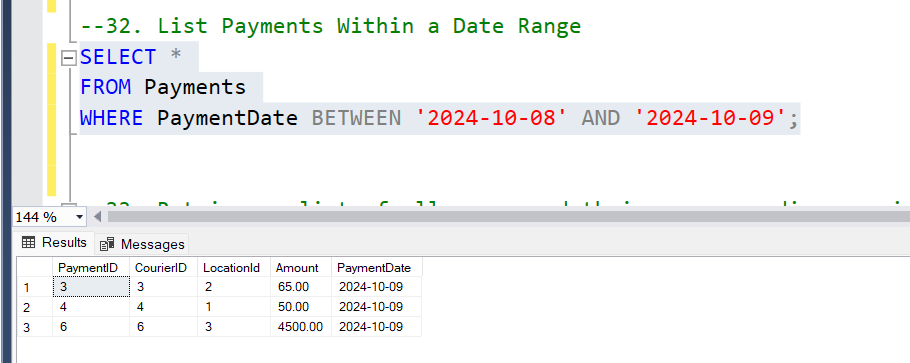 --32. List Payments Within a Date Range
SELECT *
FROM Payments
WHERE PaymentDate BETWEEN '2024-10-08' AND '2024-10-09';
144 %
Results Messages
PaymentID CourierID LocationId Amount PaymentDate
1 3 3 2 65.00 2024-10-09
2 4 4 1 50.00 2024-10-09
3 6 6 3 4500.00 2024-10-09